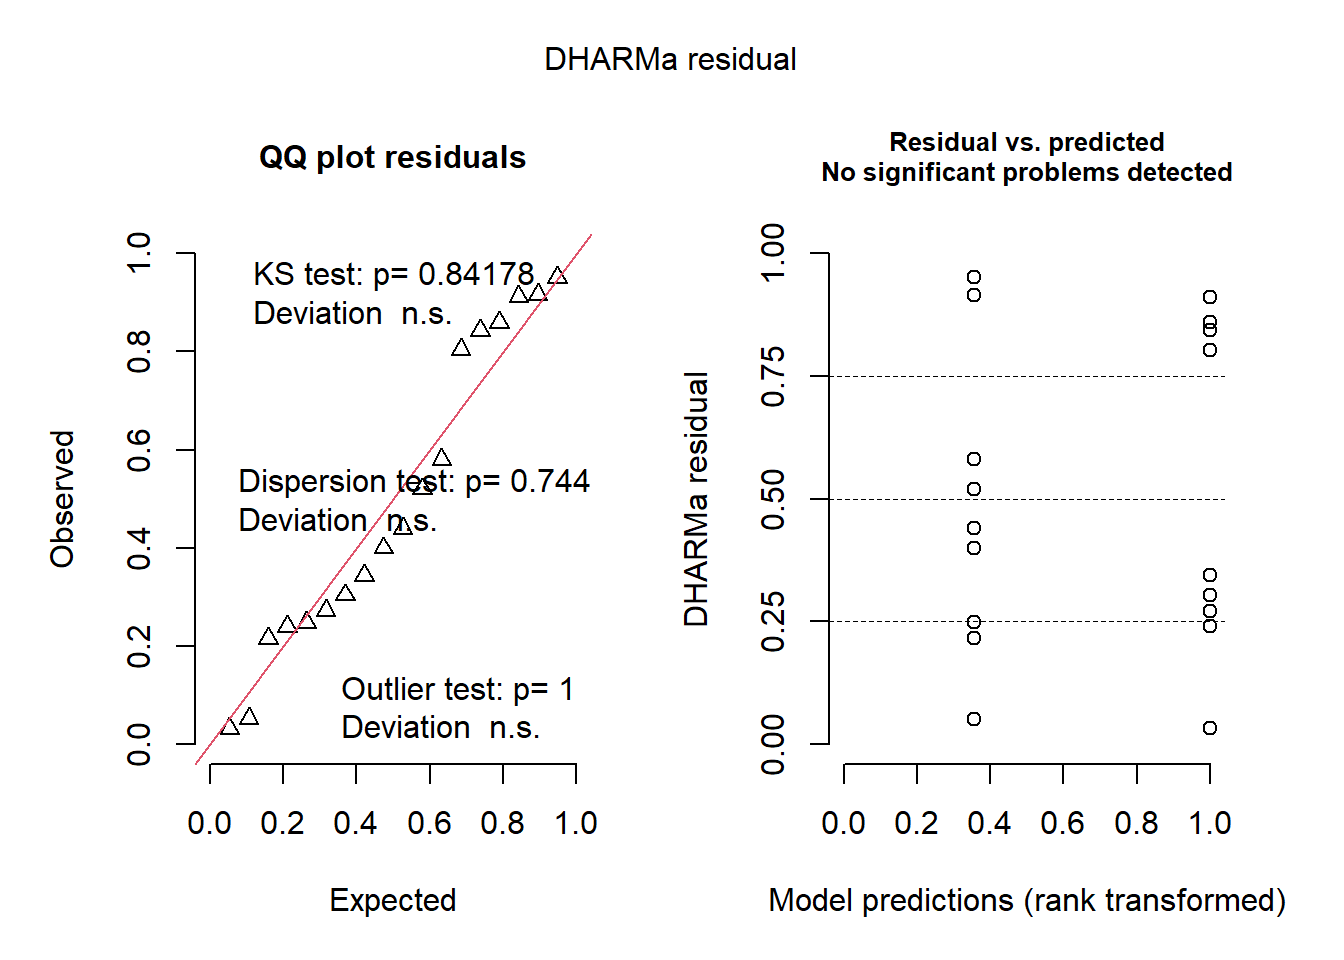 DHARMa residual
QQ plot residuals
KS test: p= 0.84178
Deviation  n.s.
Dispersion test: p= 0.744
Deviation  n.s.
Outlier test: p= 1
Deviation  n.s.
Observed
0.0 0.2 0.4 0.6 0.8 1.0
0.0 0.2 0.4 0.6 0.8 1.0
Expected
Residual vs. predicted
No significant problems detected
DHARMa residual
0.00 0.25 0.50 0.75 1.00
0.0 0.2 0.4 0.6 0.8 1.0
Model predictions (rank transformed)